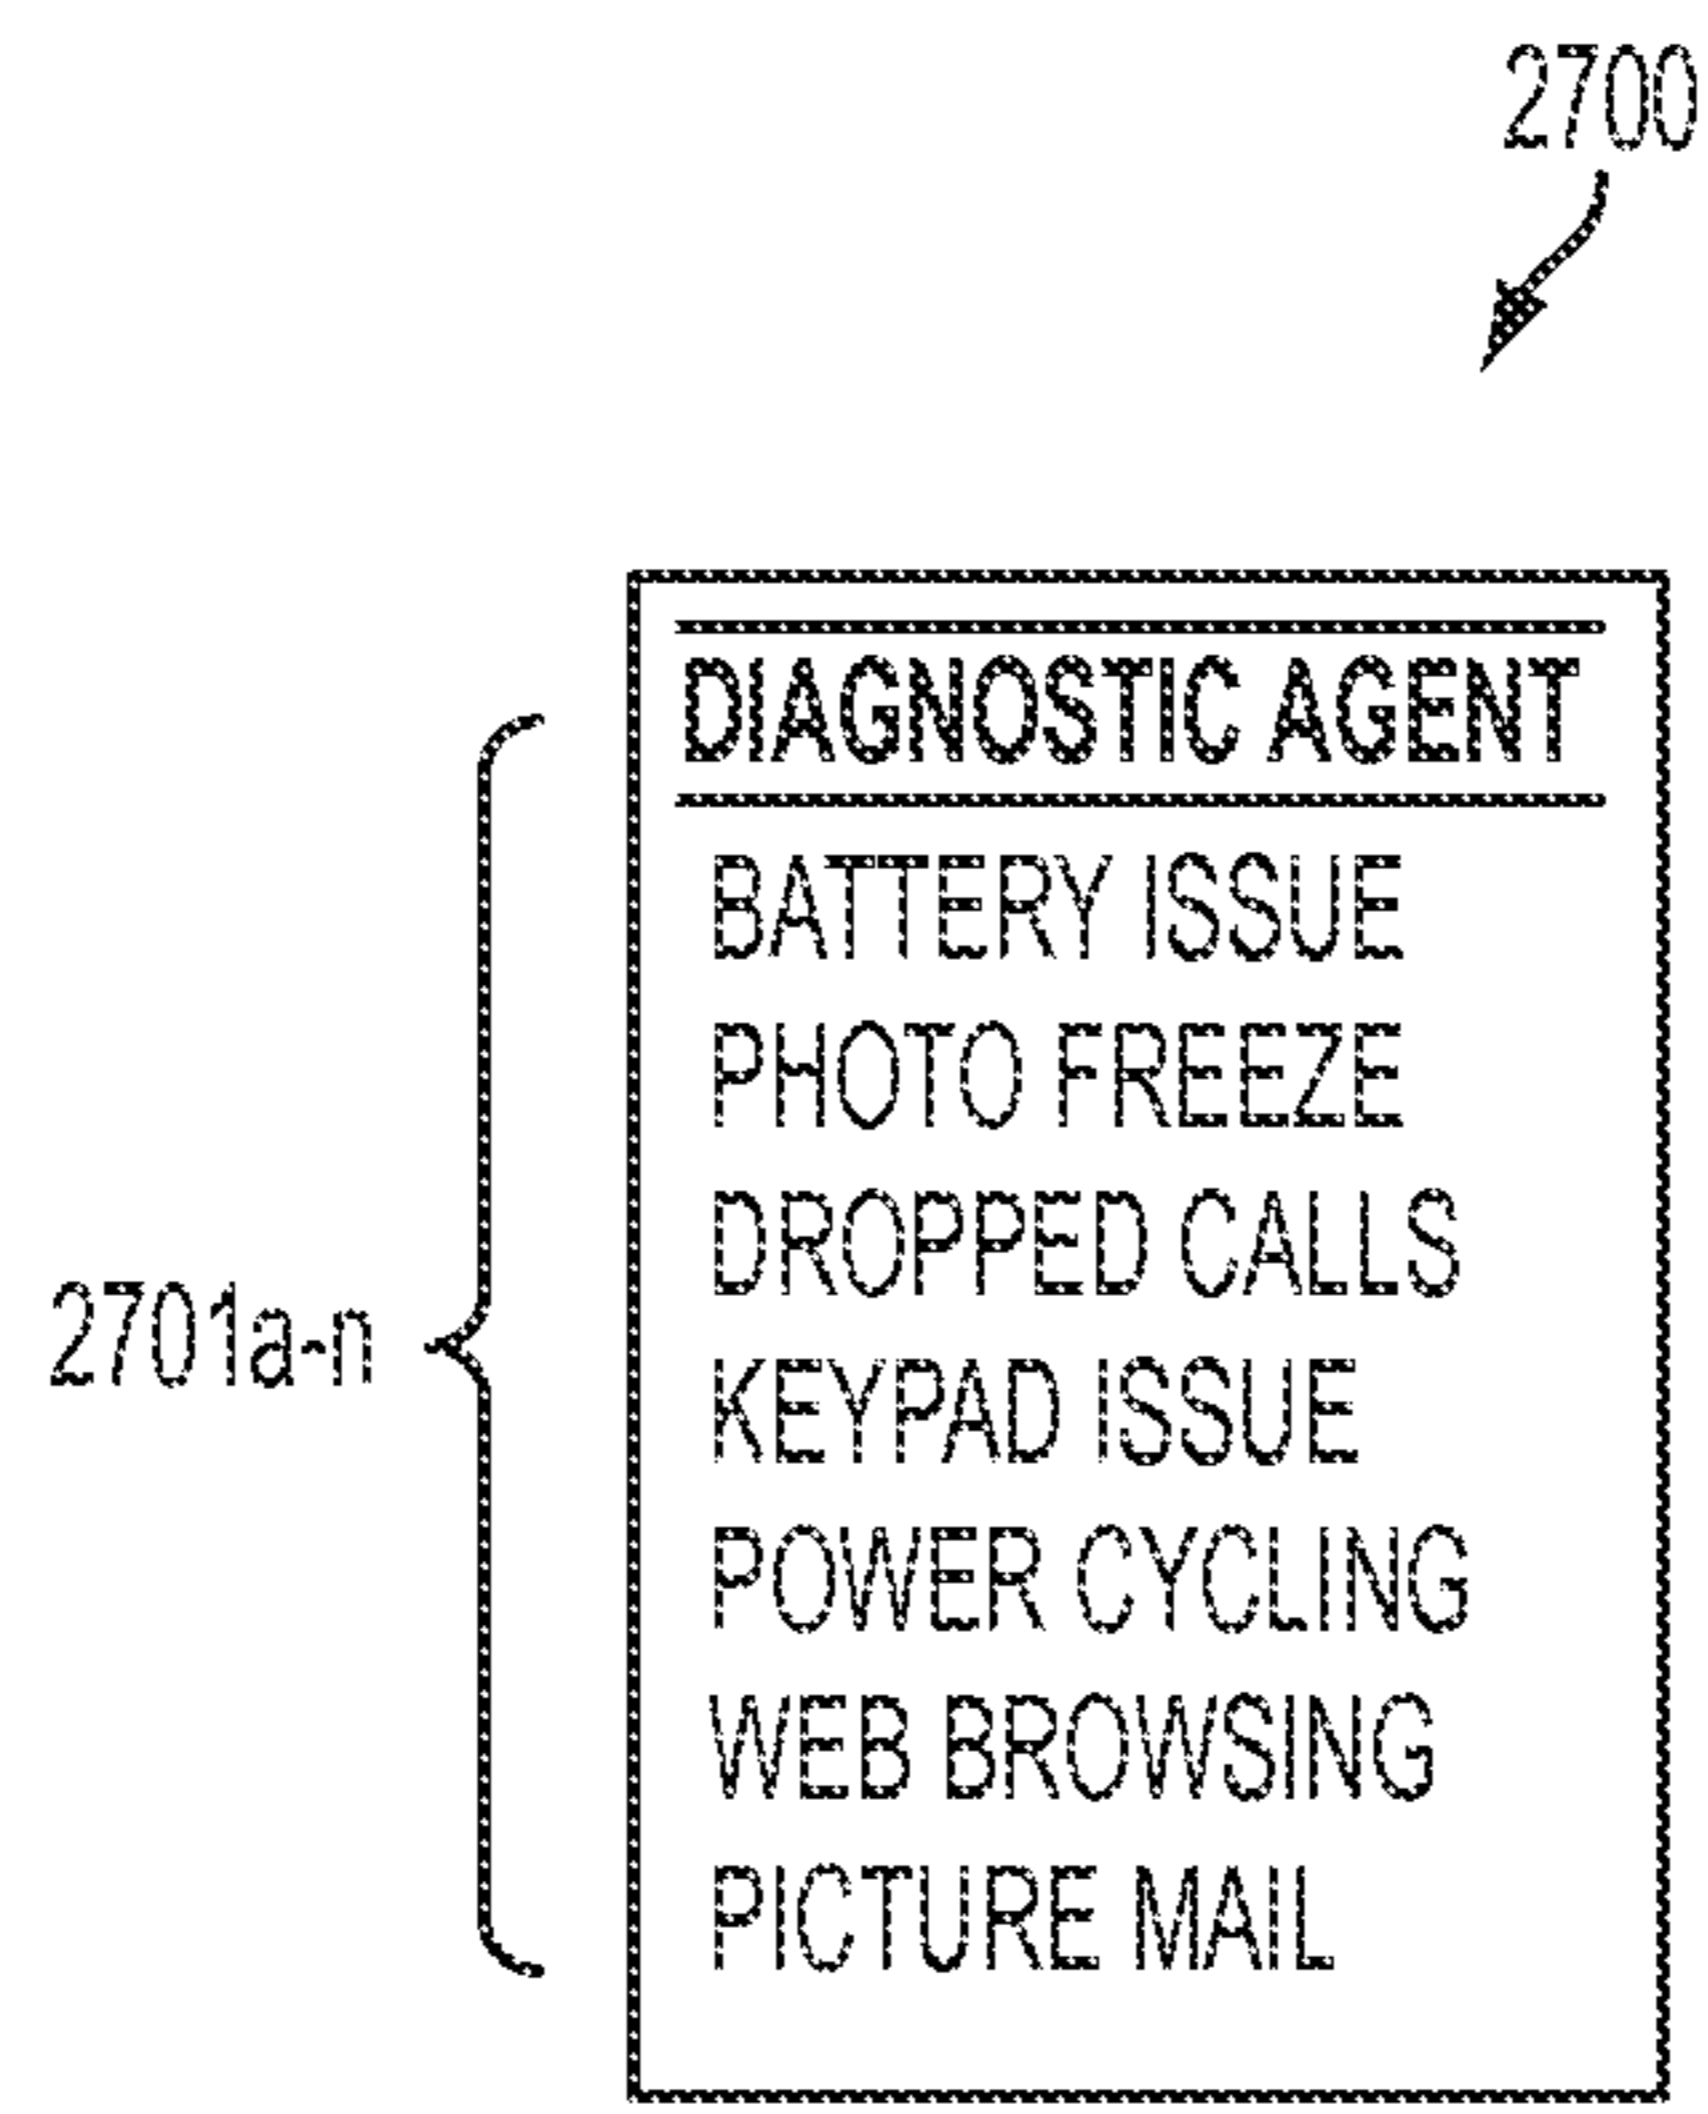 2700
DIAGNOSTIC AGENT
BATTERY ISSUE
PHOTO FREEZE
DROPPED CALLS
2701a-n
KEYPAD ISSUE
POWER CYCLING
WEB BROWSING
PICTURE MAIL